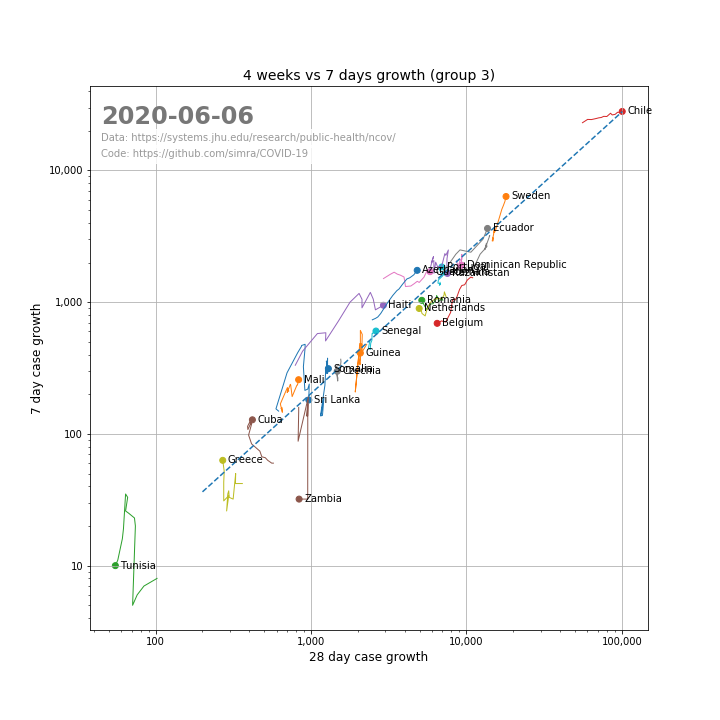 4 weeks vs 7 days growth (group 3)
2020-06-06
Data: https://systems.jhu.edu/research/public-health/ncov/
Code: https://github.com/simra/COVID-19
Chile
10,000
Sweden
Ecuador
Dominican Republic
1,000
Haiti
Romania
Netherlands
Belgium
Senegal
Guinea
Somalia
Czechia
Mali
Sri Lanka
Cuba
100
Greece
Zambia
10
Tunisia
100
1,000
10,000
100,000
28 day case growth
7 day case growth